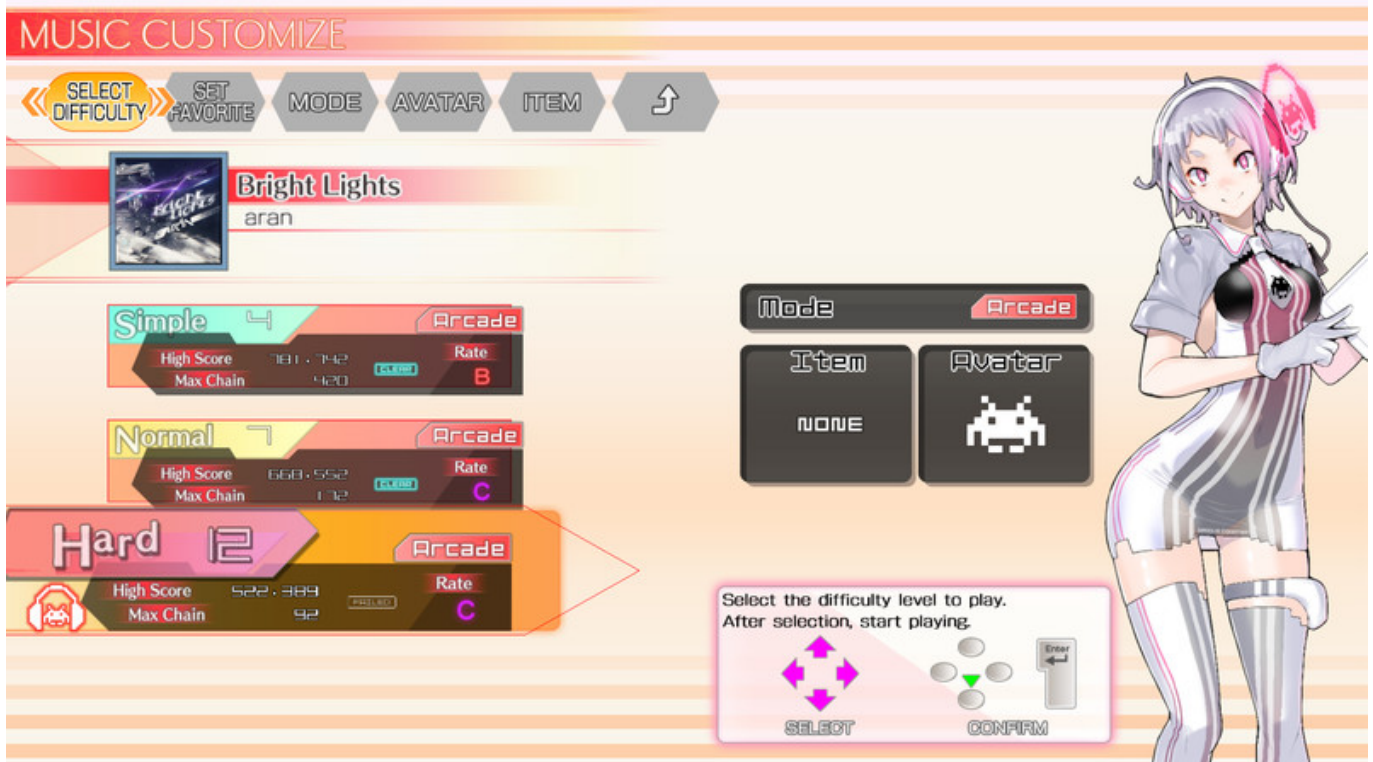 MUSIC CUSTOMIZE
SELECT DIFFICULTY
SET FAVORITE
MODE
AVATAR
ITEM
BRIGHT LIGHTS
Bright Lights
aran
Simple 4 Arcade
High Score 781,742 CLEAR Rate
Max Chain 420 B
Normal 7 Arcade
High Score 668,552 CLEAR Rate
Max Chain 172 C
Hard 12 Arcade
High Score 522,389 FAILED Rate
Max Chain 92 C
Mode Arcade
Item
NONE
Avatar
Select the difficulty level to play.
After selection, start playing.
Enter
SELECT
CONFIRM